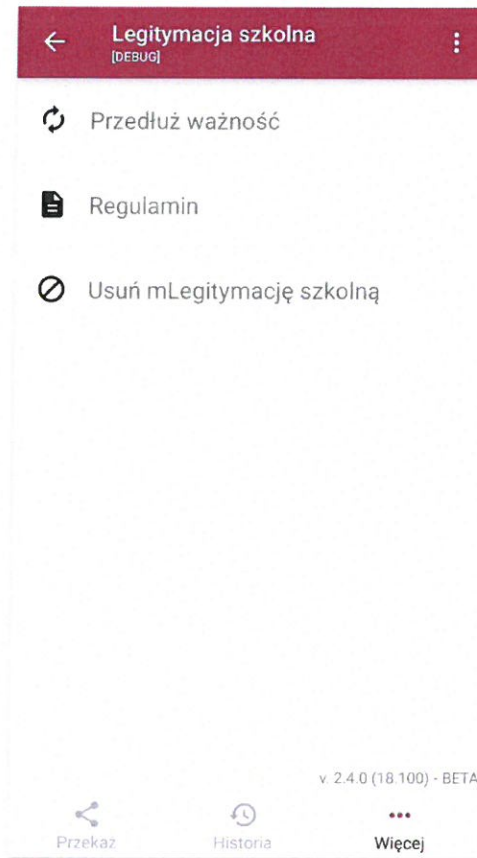 Legitymacja szkolna
[DEBUG]
Przedłuż ważność
Regulamin
Usuń mLegitymację szkolną
v. 2.4.0 (18.100) - BETA
Przekaż
Historia
Więcej